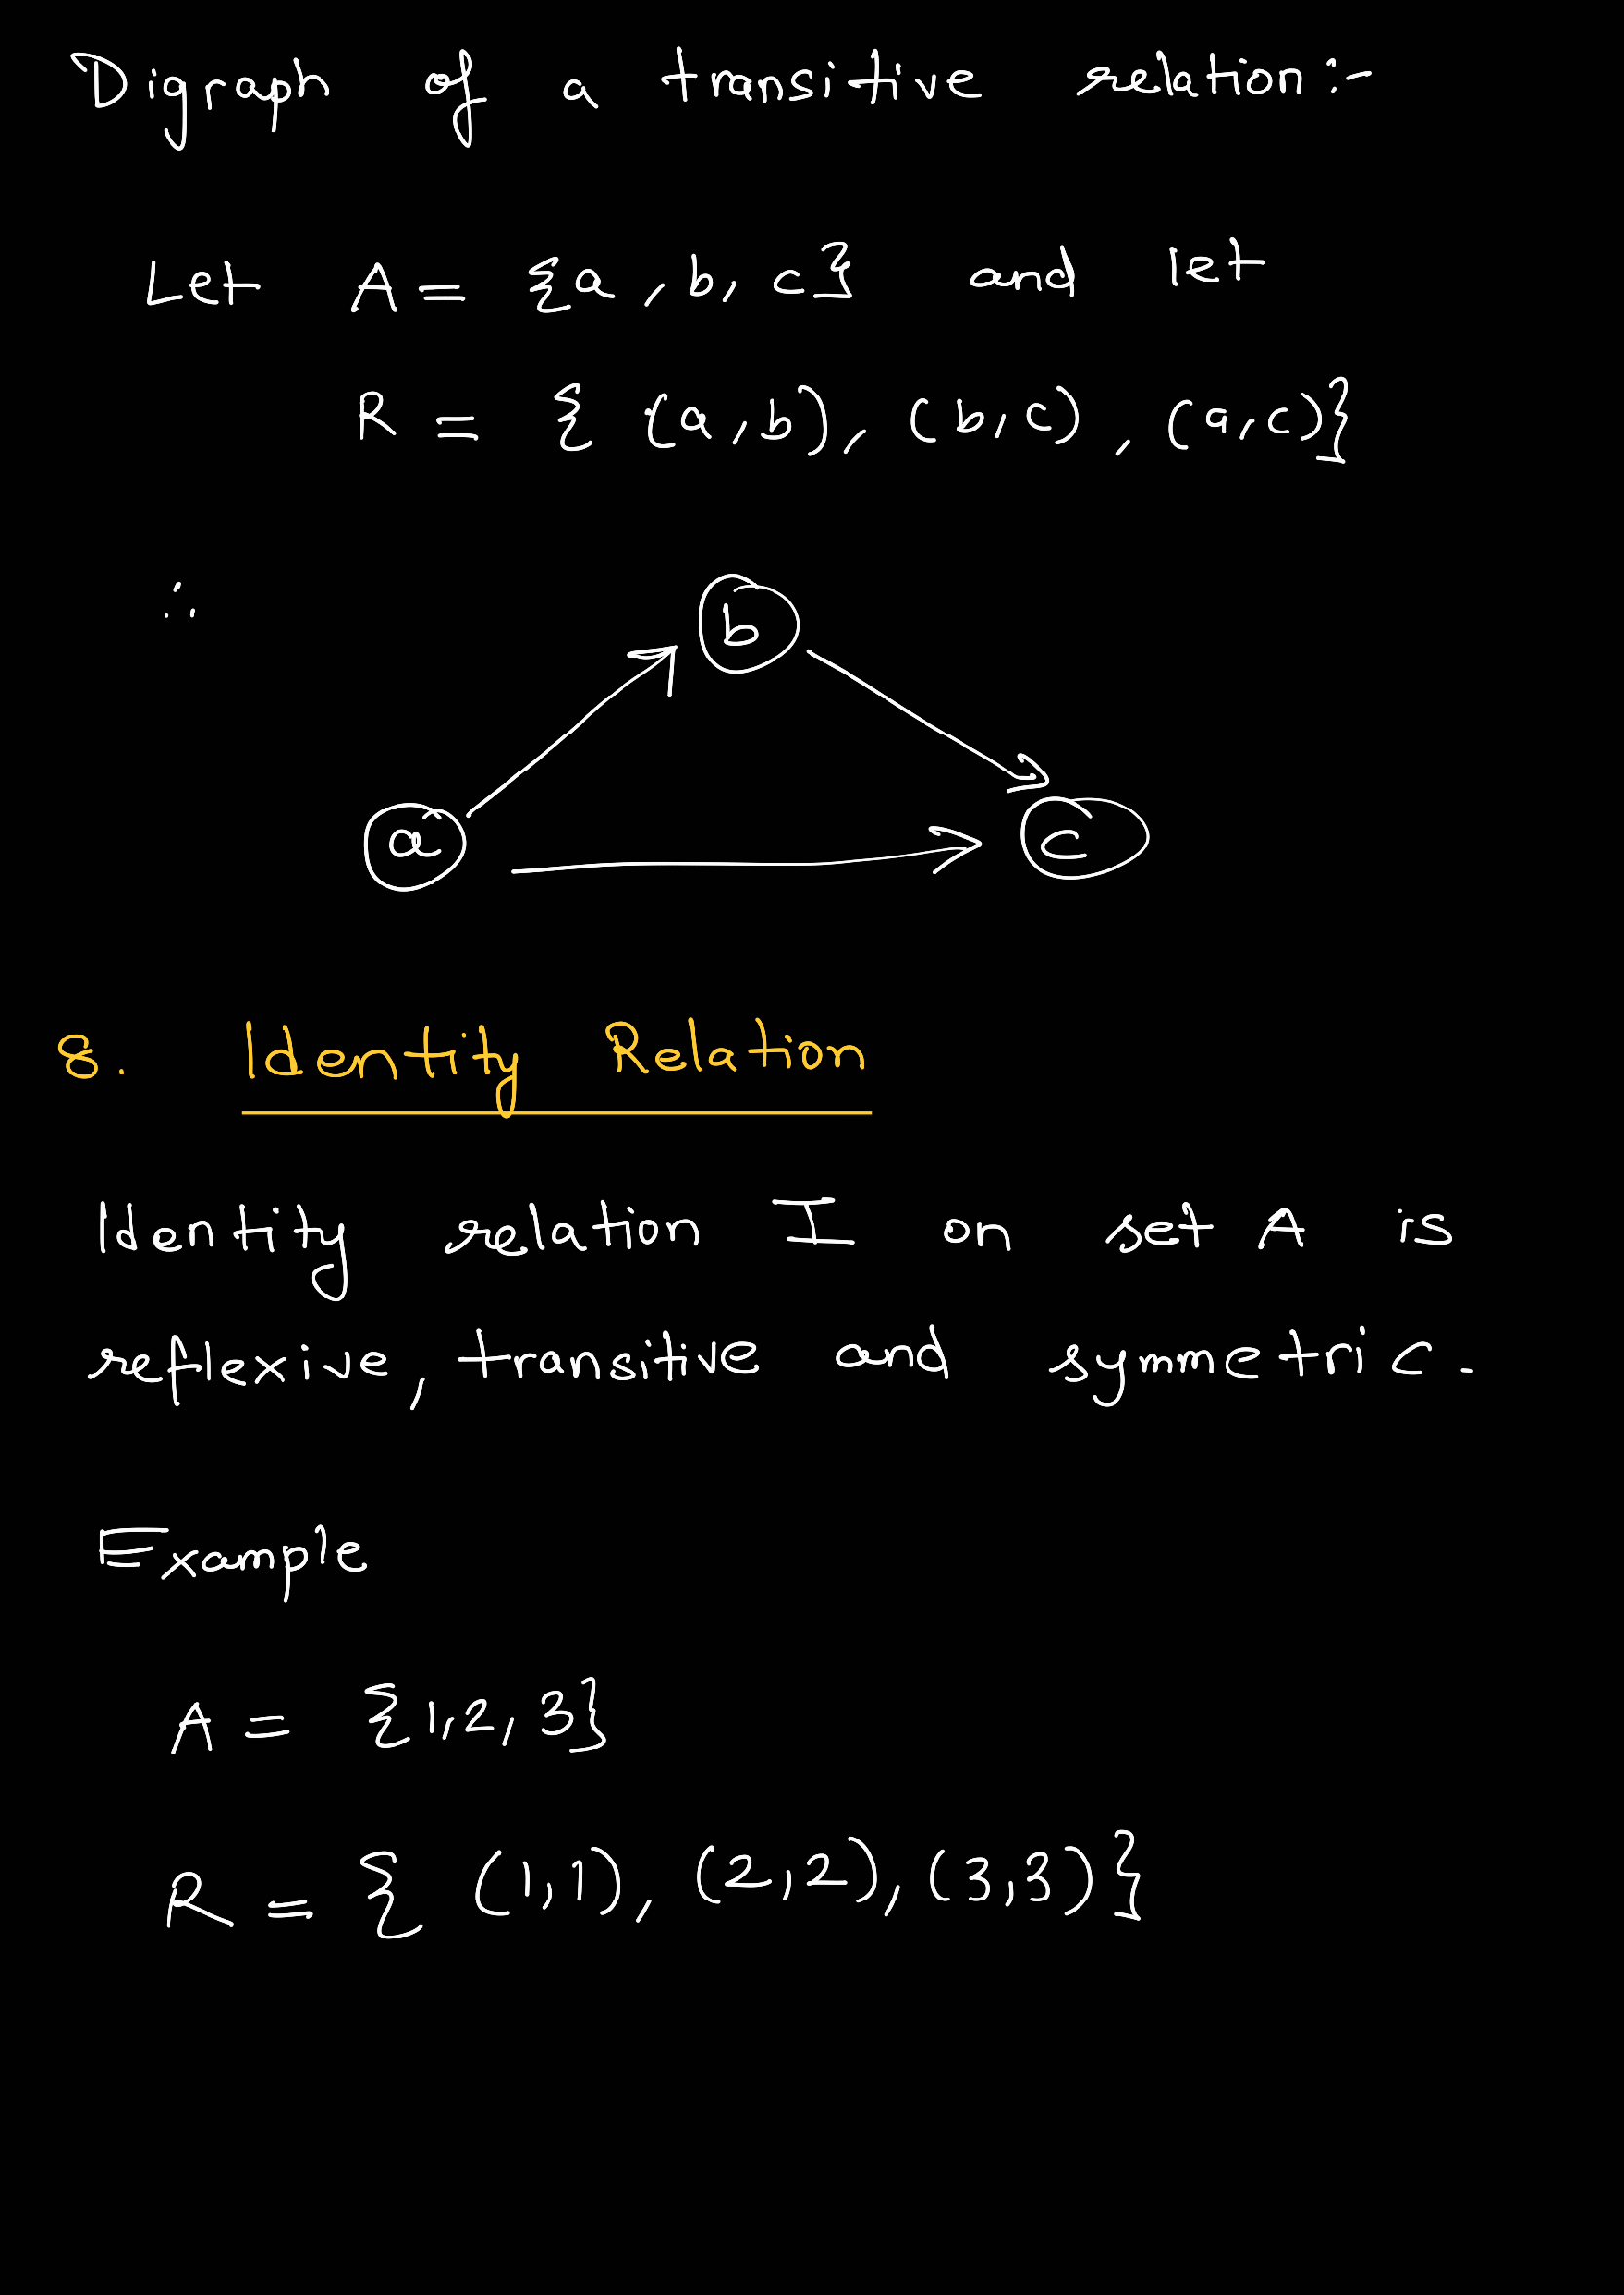 Digraph of a transitive relation:-
Let A = {a, b, c} and let
R = { (a,b), (b,c), (a,c)}
∴
b
a
c
8. Identity Relation
Identity relation I on set A is
reflexive, transitive and symmetric.
Example
A = {1,2,3}
R = { (1,1), (2,2), (3,3)}